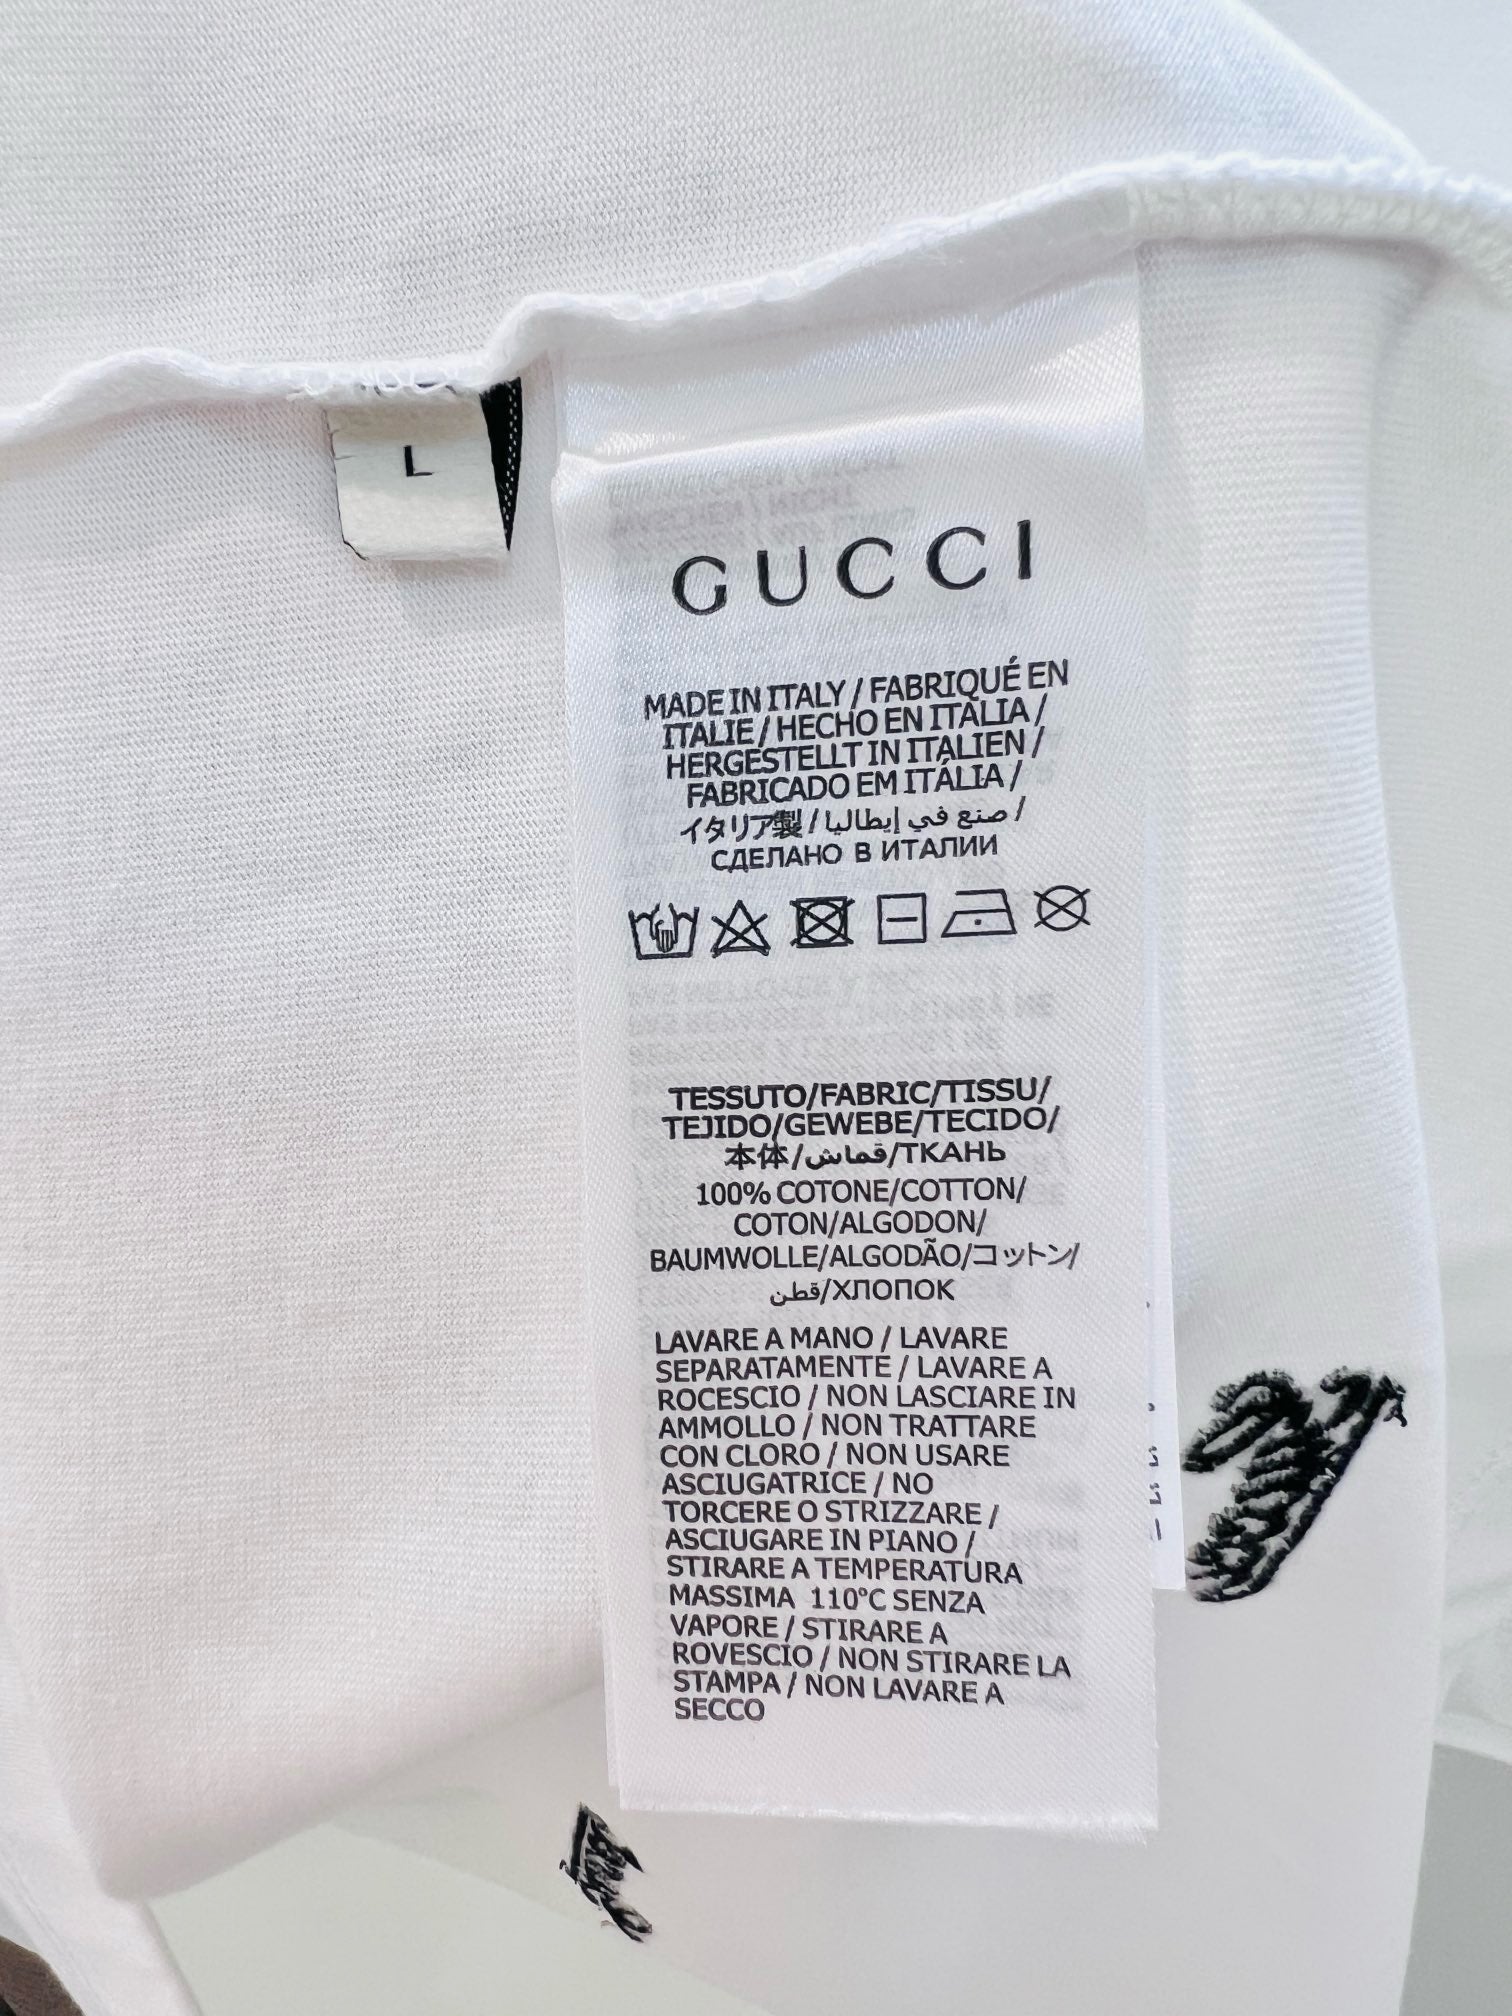 L
GUCCI
MADE IN ITALY / FABRIQUÉ EN
ITALIE / HECHO EN ITALIA /
HERGESTELLT IN ITALIEN /
FABRICADO EM ITÁLIA /
イタリア製 / صنع في إيطاليا /
СДЕЛАНО В ИТАЛИИ
TESSUTO/FABRIC/TISSU/
TEJIDO/GEWEBE/TECIDO/
本体/قماش/ТКАНЬ
100% COTONE/COTTON/
COTON/ALGODON/
BAUMWOLLE/ALGODÃO/コットン/
قطن/ХЛОПОК
LAVARE A MANO / LAVARE
SEPARATAMENTE / LAVARE A
ROCESCIO / NON LASCIARE IN
AMMOLLO / NON TRATTARE
CON CLORO / NON USARE
ASCIUGATRICE / NO
TORCERE O STRIZZARE /
ASCIUGARE IN PIANO /
STIRARE A TEMPERATURA
MASSIMA 110°C SENZA
VAPORE / STIRARE A
ROVESCIO / NON STIRARE LA
STAMPA / NON LAVARE A
SECCO